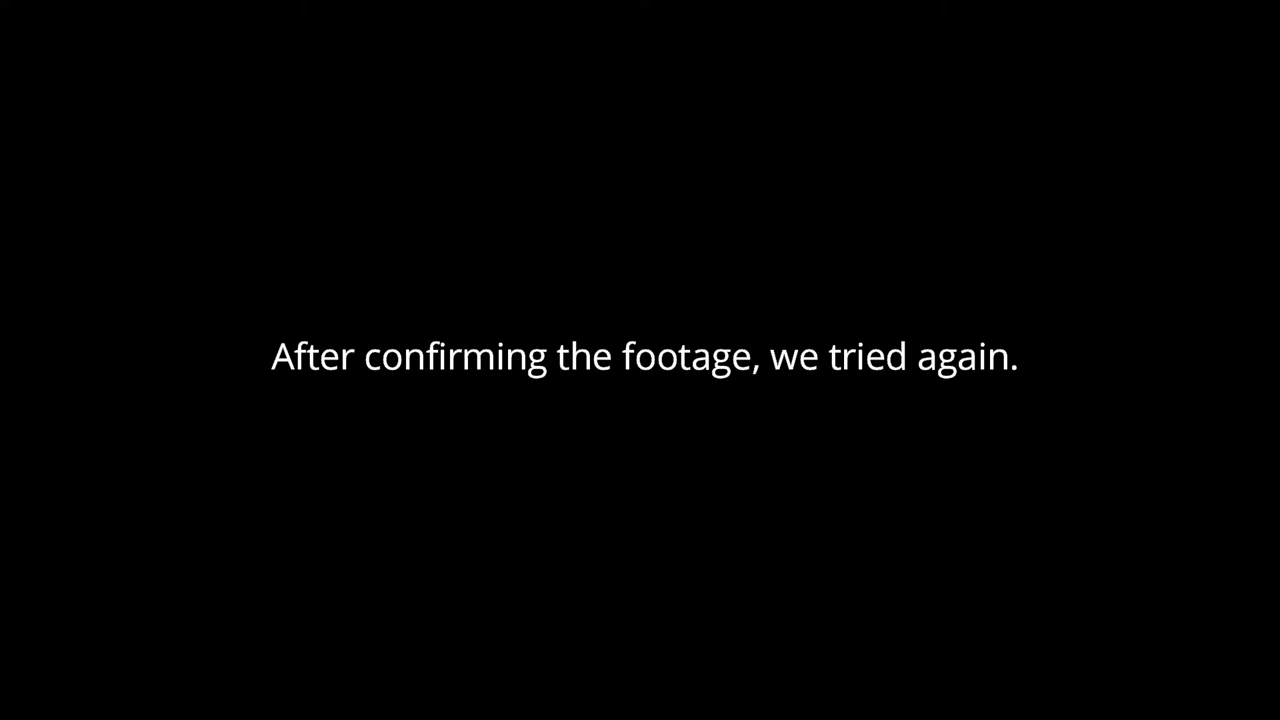 After confirming the footage, we tried again.